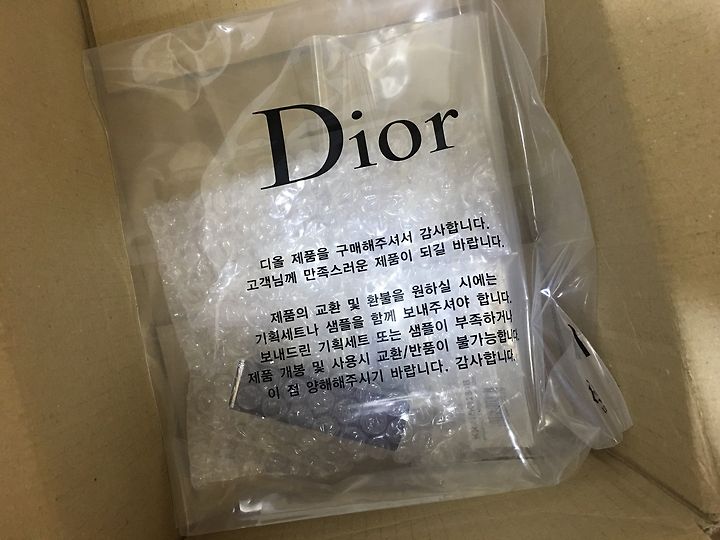 Dior
디올 제품을 구매해주셔서 감사합니다.
고객님께 만족스러운 제품이 되길 바랍니다.
제품의 교환 및 환불을 원하실 시에는
기획세트나 샘플을 함께 보내주셔야 합니다.
보내드린 기획세트 또는 샘플이 부족하거나
제품 개봉 및 사용시 교환/반품이 불가능합니다.
이 점 양해해주시기 바랍니다. 감사합니다.